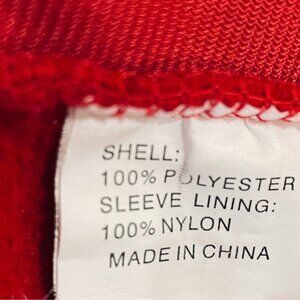 SHELL:
100% POLYESTER
SLEEVE LINING:
100% NYLON
MADE IN CHINA